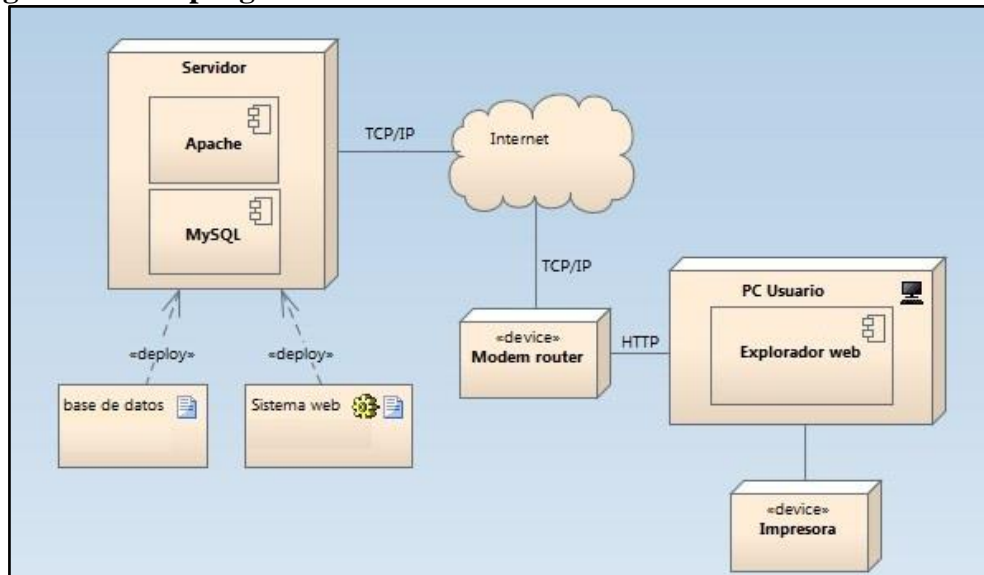 Servidor
Apache
MySQL
TCP/IP
Internet
TCP/IP
«device»
Modem router
HTTP
PC Usuario
Explorador web
«device»
Impresora
«deploy»
«deploy»
base de datos
Sistema web